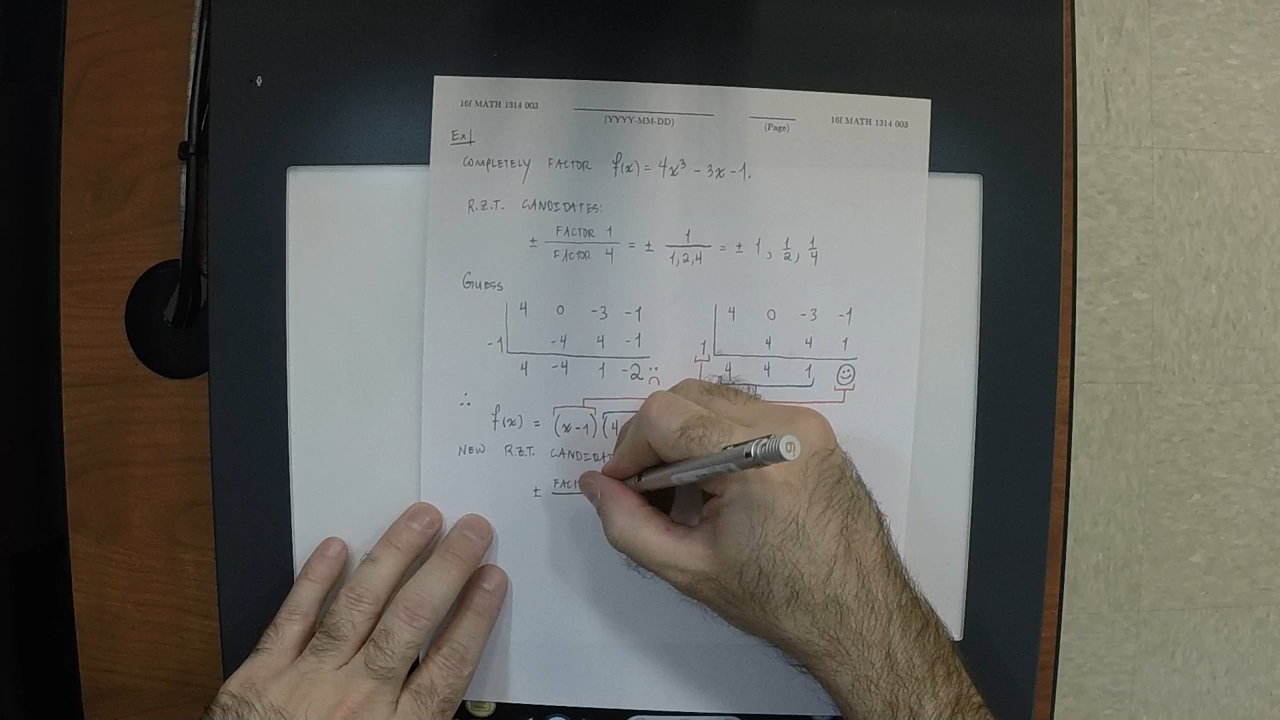 16f MATH 1314 003 (YYYY-MM-DD) (Page) 16f MATH 1314 003
Ex1
COMPLETELY FACTOR f(x) = 4x³ - 3x - 1.
R.Z.T. CANDIDATES:
± FACTOR 1 / FACTOR 4 = ± 1 / 1,2,4 = ± 1, 1/2, 1/4
GUESS
4 0 -3 -1 4 0 -3 -1
-1 -4 4 -1 1 4 4 1
4 -4 1 -2 4 4 1
∴ f(x) = (x-1)(4
NEW R.Z.T. CANDIDAT
±